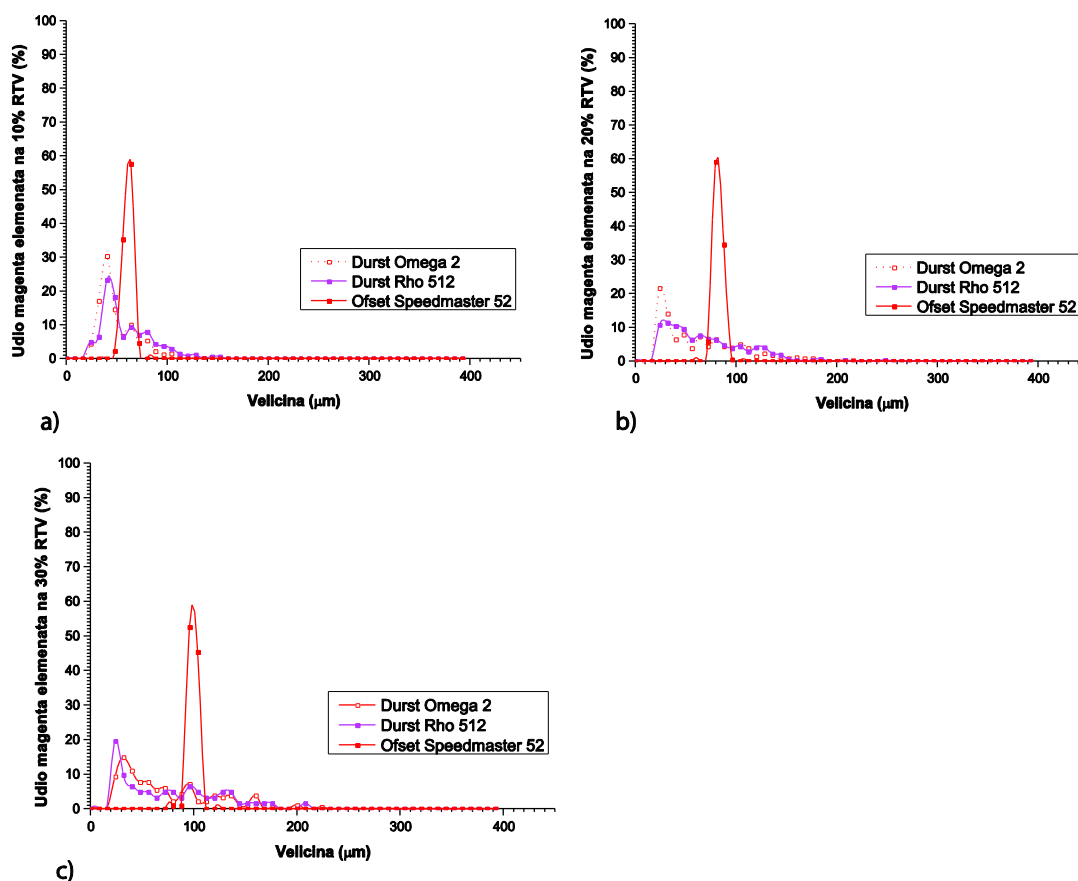 100
90
80
70
60
50
40
30
20
10
0
Udio magenta elemenata na 10% RTV (%)
Durst Omega 2
Durst Rho 512
Ofset Speedmaster 52
0 100 200 300 400
Velicina (µm)
a)
100
90
80
70
60
50
40
30
20
10
0
Udio magenta elemenata na 20% RTV (%)
Durst Omega 2
Durst Rho 512
Ofset Speedmaster 52
0 100 200 300 400
Velicina (µm)
b)
100
90
80
70
60
50
40
30
20
10
0
Udio magenta elemenata na 30% RTV (%)
Durst Omega 2
Durst Rho 512
Ofset Speedmaster 52
0 100 200 300 400
Velicina (µm)
c)